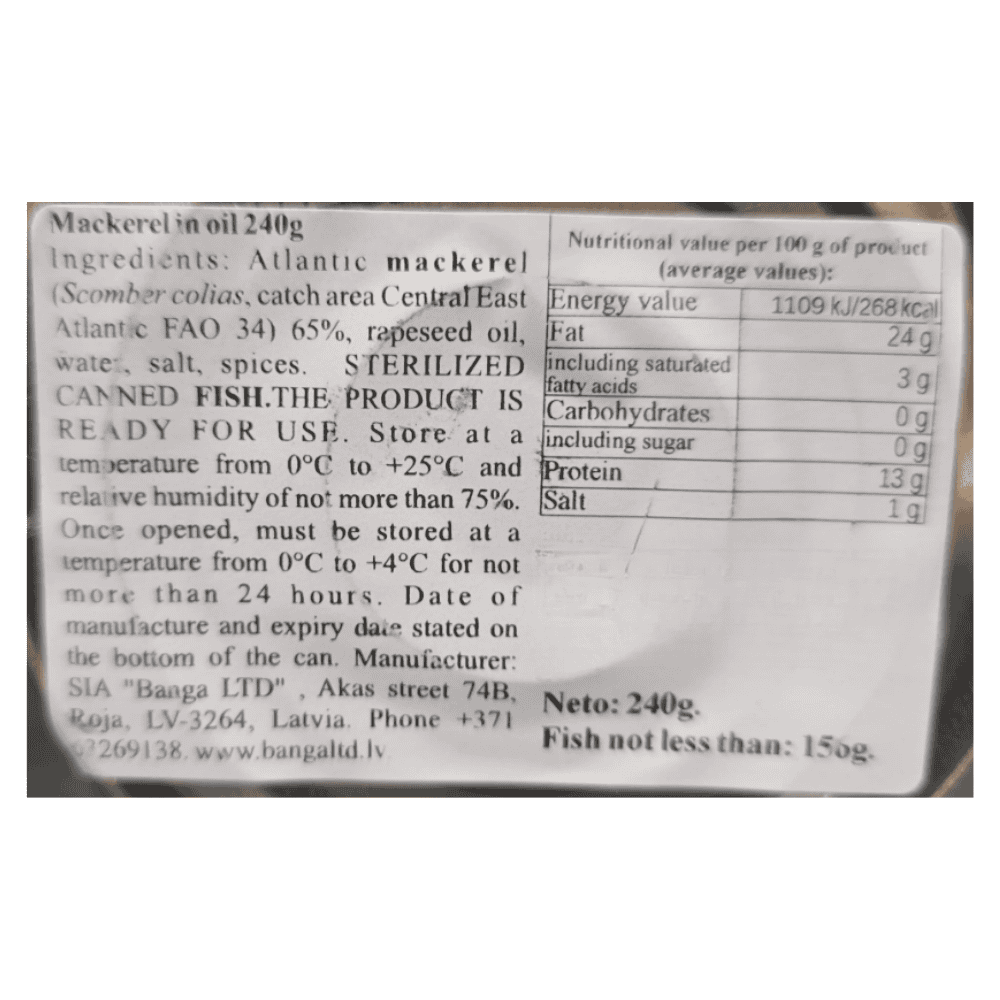 Mackerel in oil 240g
Ingredients: Atlantic mackerel
(Scomber colias, catch area Central East
Atlantic FAO 34) 65%, rapeseed oil,
water, salt, spices. STERILIZED
CANNED FISH.THE PRODUCT IS
READY FOR USE. Store at a
temperature from 0°C to +25°C and
relative humidity of not more than 75%.
Once opened, must be stored at a
temperature from 0°C to +4°C for not
more than 24 hours. Date of
manufacture and expiry date stated on
the bottom of the can. Manufacturer:
SIA "Banga LTD" , Akas street 74B,
Roja, LV-3264, Latvia. Phone +371
www.bangaltd.lv
Nutritional value per 100 g of product
(average values):
Energy value 1109 kJ/268 kcal
Fat 24 g
including saturated
fatty acids 3 g
Carbohydrates 0 g
including sugar 0 g
Protein 13 g
Salt 1 g
Neto: 240g.
Fish not less than: 156g.